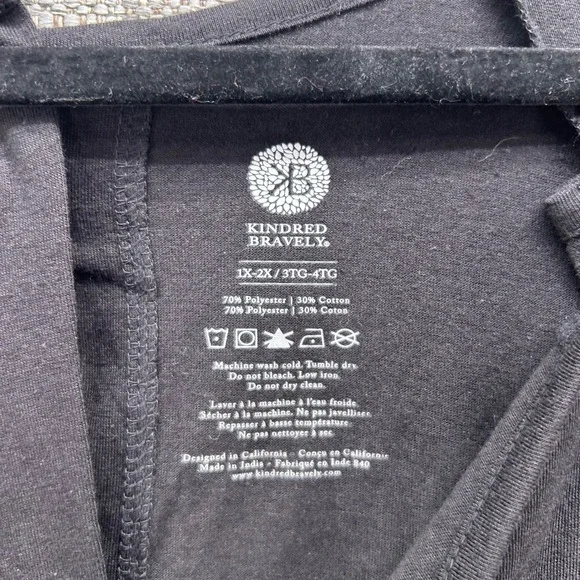 KB
KINDRED
BRAVELY®
1X-2X / 3TG-4TG
70% Polyester | 30% Cotton
70% Polyester | 30% Coton
Machine wash cold. Tumble dry.
Do not bleach. Low iron.
Do not dry clean.
Laver à la machine à l'eau froide.
Sécher à la machine. Ne pas javelliser.
Repasser à basse température.
Ne pas nettoyer à sec.
Designed in California - Conçu en Californie
Made in India - Fabriqué en Inde 840
www.kindredbravely.com